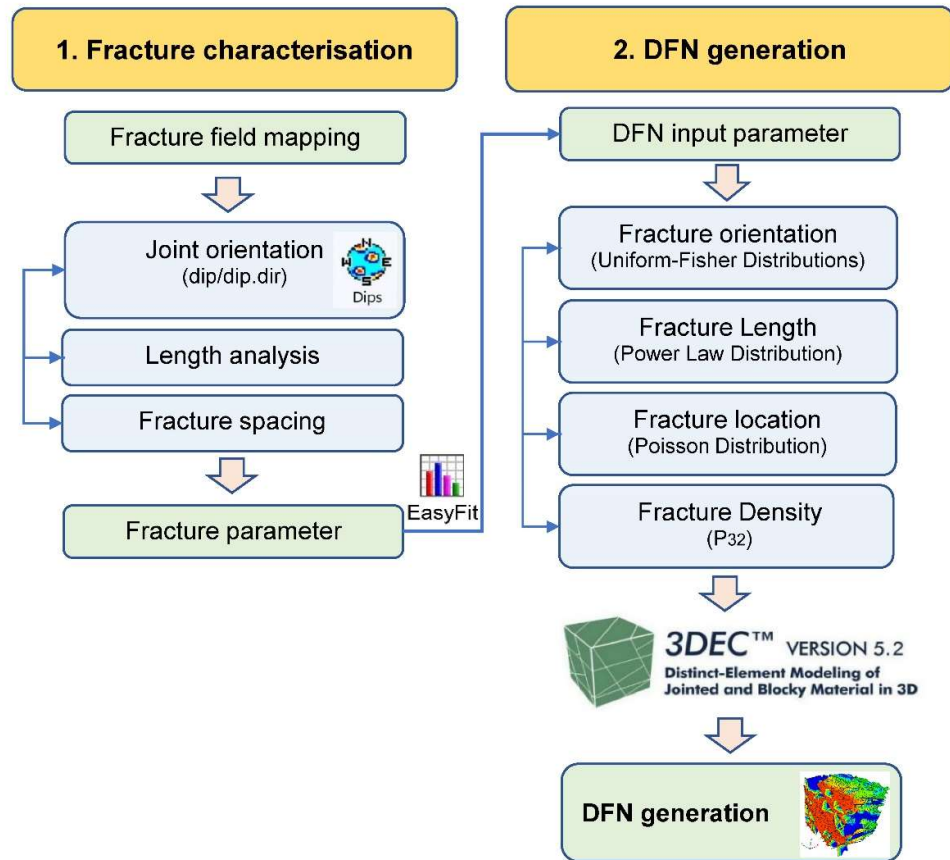 1. Fracture characterisation
Fracture field mapping
Joint orientation
(dip/dip.dir)
N
W E
S
Dips
Length analysis
Fracture spacing
EasyFit
Fracture parameter
2. DFN generation
DFN input parameter
Fracture orientation
(Uniform-Fisher Distributions)
Fracture Length
(Power Law Distribution)
Fracture location
(Poisson Distribution)
Fracture Density
(P32)
3DEC™ VERSION 5.2
Distinct-Element Modeling of
Jointed and Blocky Material in 3D
DFN generation